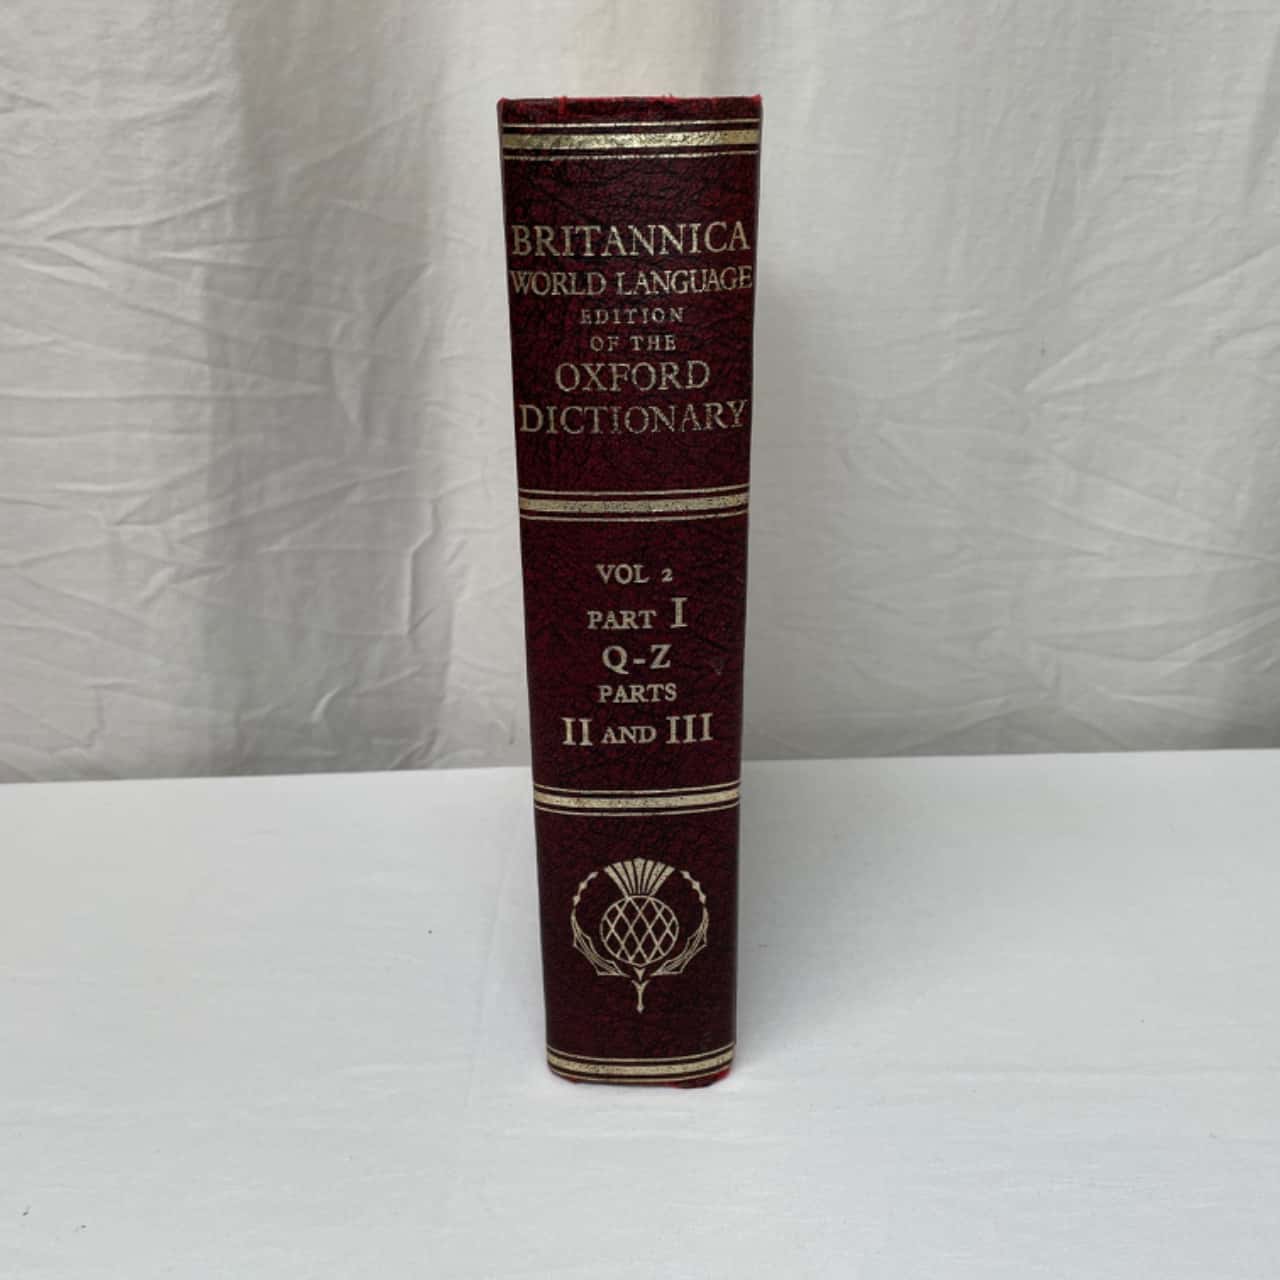 BRITANNICA
WORLD LANGUAGE
EDITION
OF THE
OXFORD
DICTIONARY
VOL 2
PART I
Q-Z
PARTS
II AND III